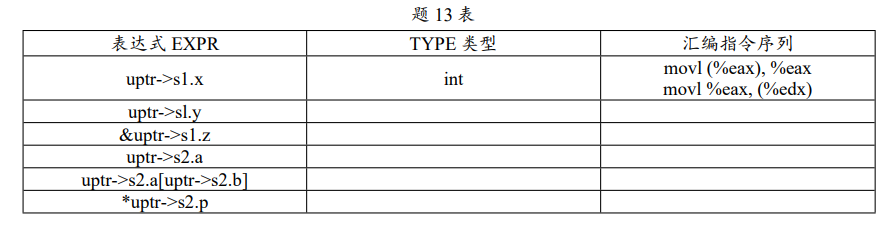 题 13 表
表达式 EXPR TYPE 类型 汇编指令序列
uptr->s1.x int movl (%eax), %eax
movl %eax, (%edx)
uptr->sl.y
&uptr->s1.z
uptr->s2.a
uptr->s2.a[uptr->s2.b]
*uptr->s2.p